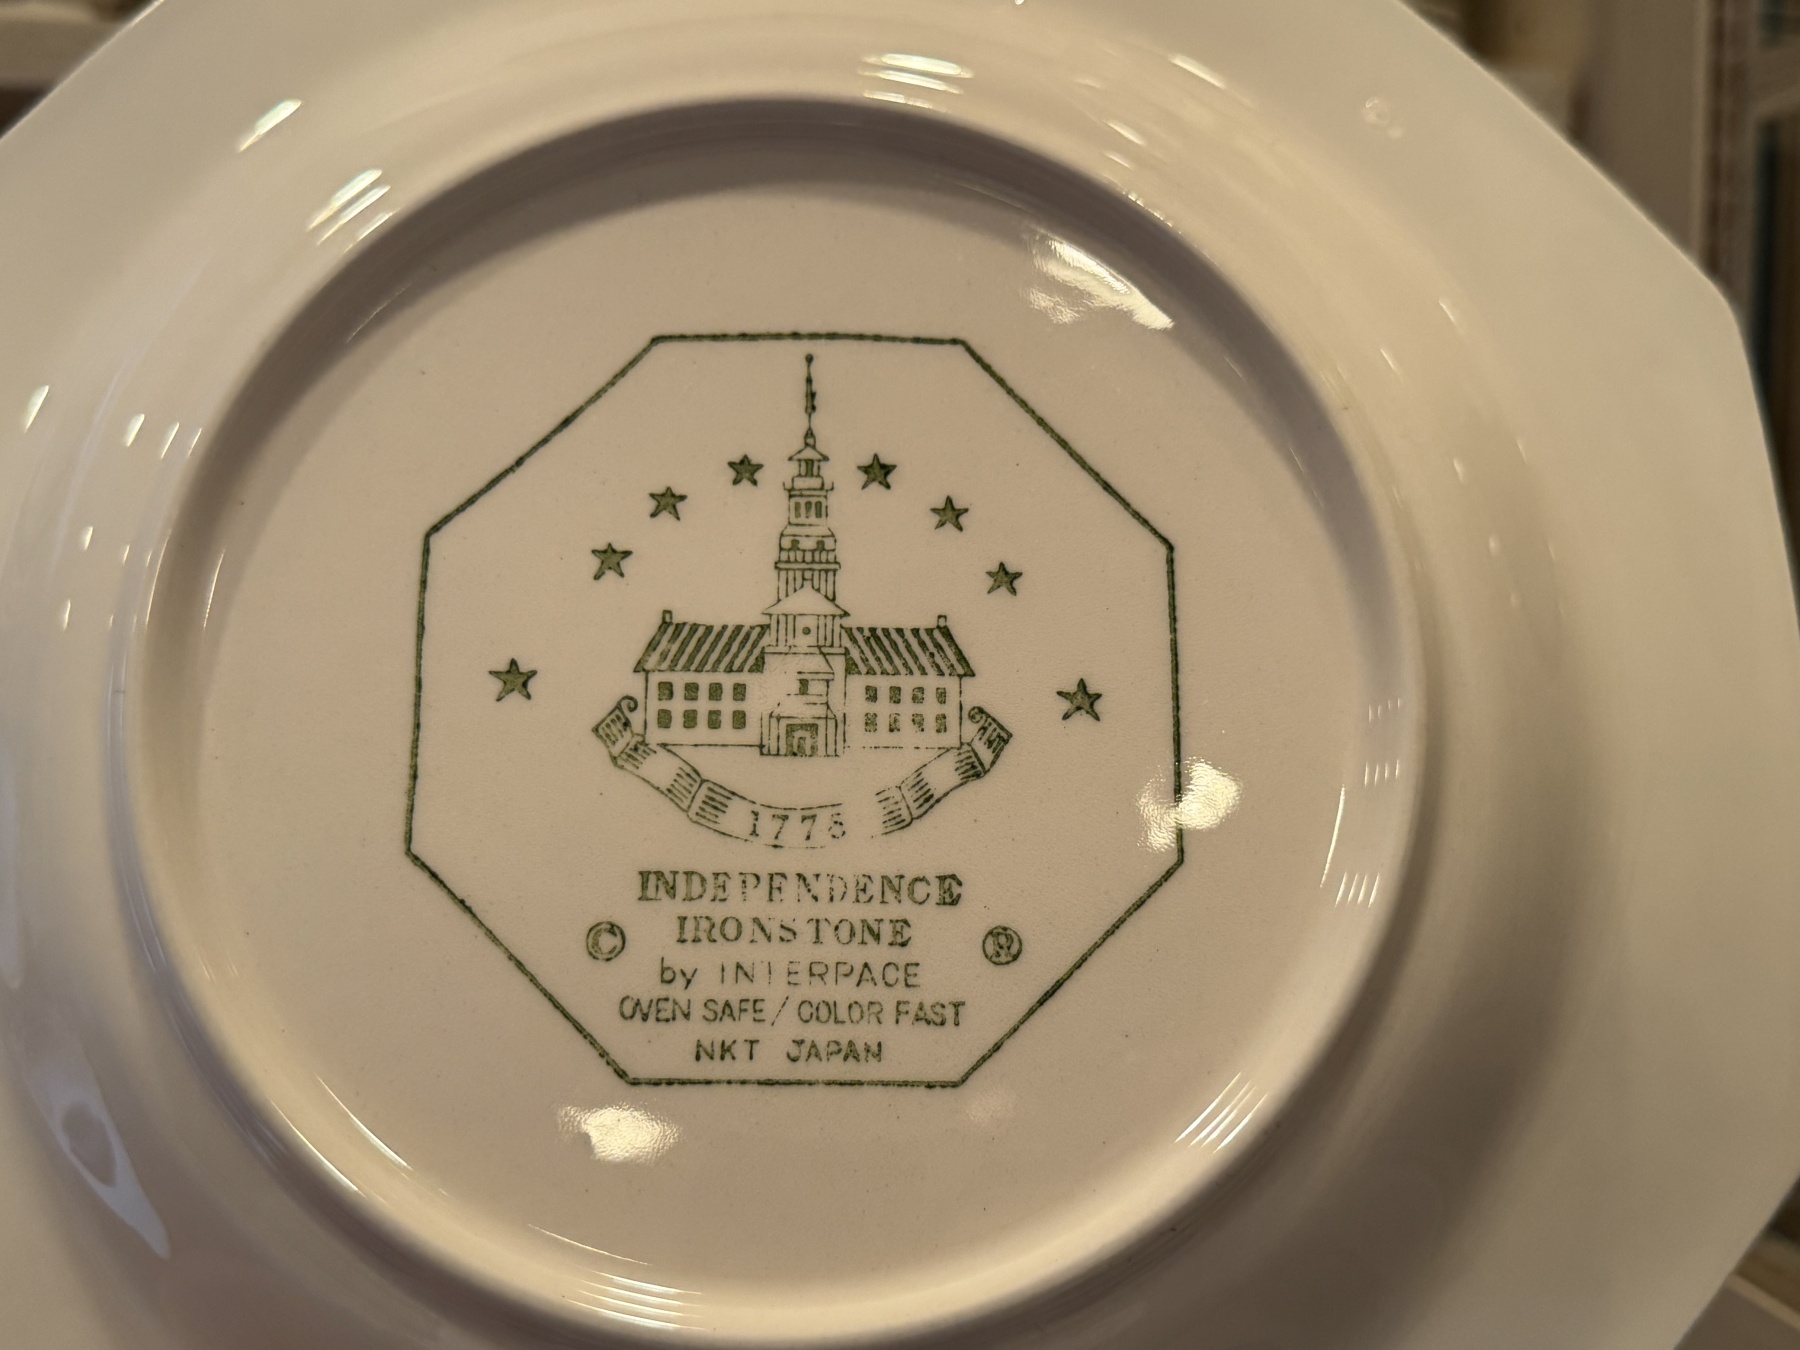 1776
INDEPENDENCE
IRONSTONE
© ®
by INTERPACE
OVEN SAFE/COLOR FAST
NKT JAPAN